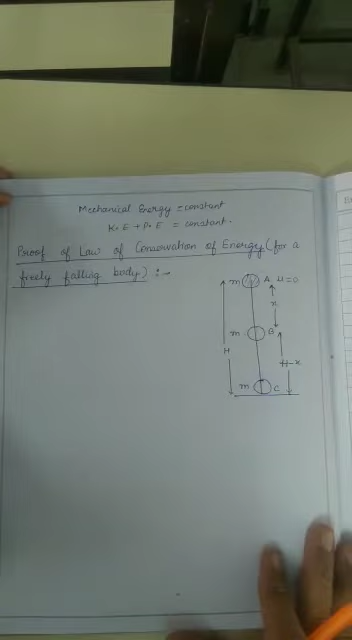 Mechanical Energy = constant
K.E + P.E = constant.
Proof of Law of Conservation of Energy (for a
freely falling body) :-
m A u=0
x
m B
H
H-x
m C